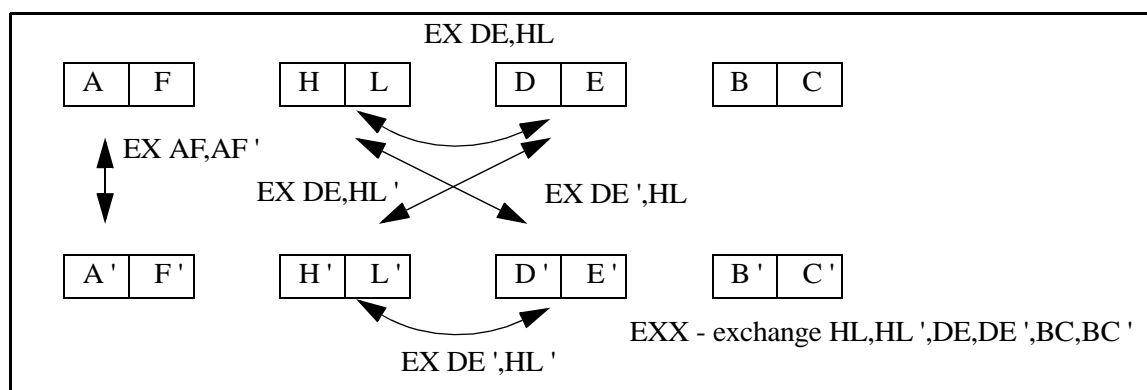 EX DE,HL
A F H L D E B C
EX AF,AF '
EX DE,HL ' EX DE ',HL
A ' F ' H ' L ' D ' E ' B ' C '
EXX - exchange HL,HL ',DE,DE ',BC,BC '
EX DE ',HL '